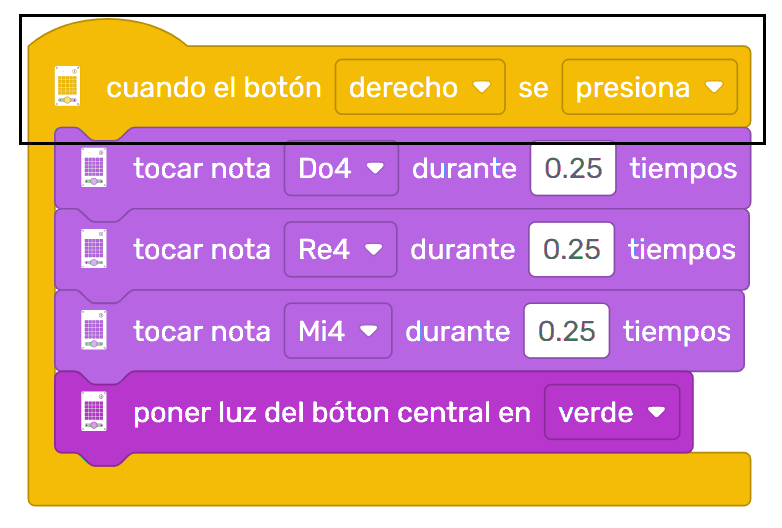 cuando el botón derecho se presiona
tocar nota Do4 durante 0.25 tiempos
tocar nota Re4 durante 0.25 tiempos
tocar nota Mi4 durante 0.25 tiempos
poner luz del bóton central en verde